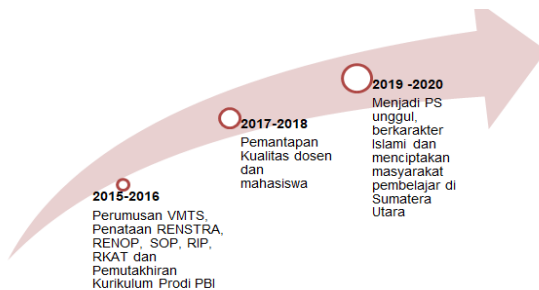 2015-2016
Perumusan VMTS,
Penataan RENSTRA,
RENOP, SOP, RIP,
RKAT dan
Pemutakhiran
Kurikulum Prodi PBI
2017-2018
Pemantapan
Kualitas dosen
dan
mahasiswa
2019 -2020
Menjadi PS
unggul,
berkarakter
Islami dan
menciptakan
masyarakat
pembelajar di
Sumatera
Utara